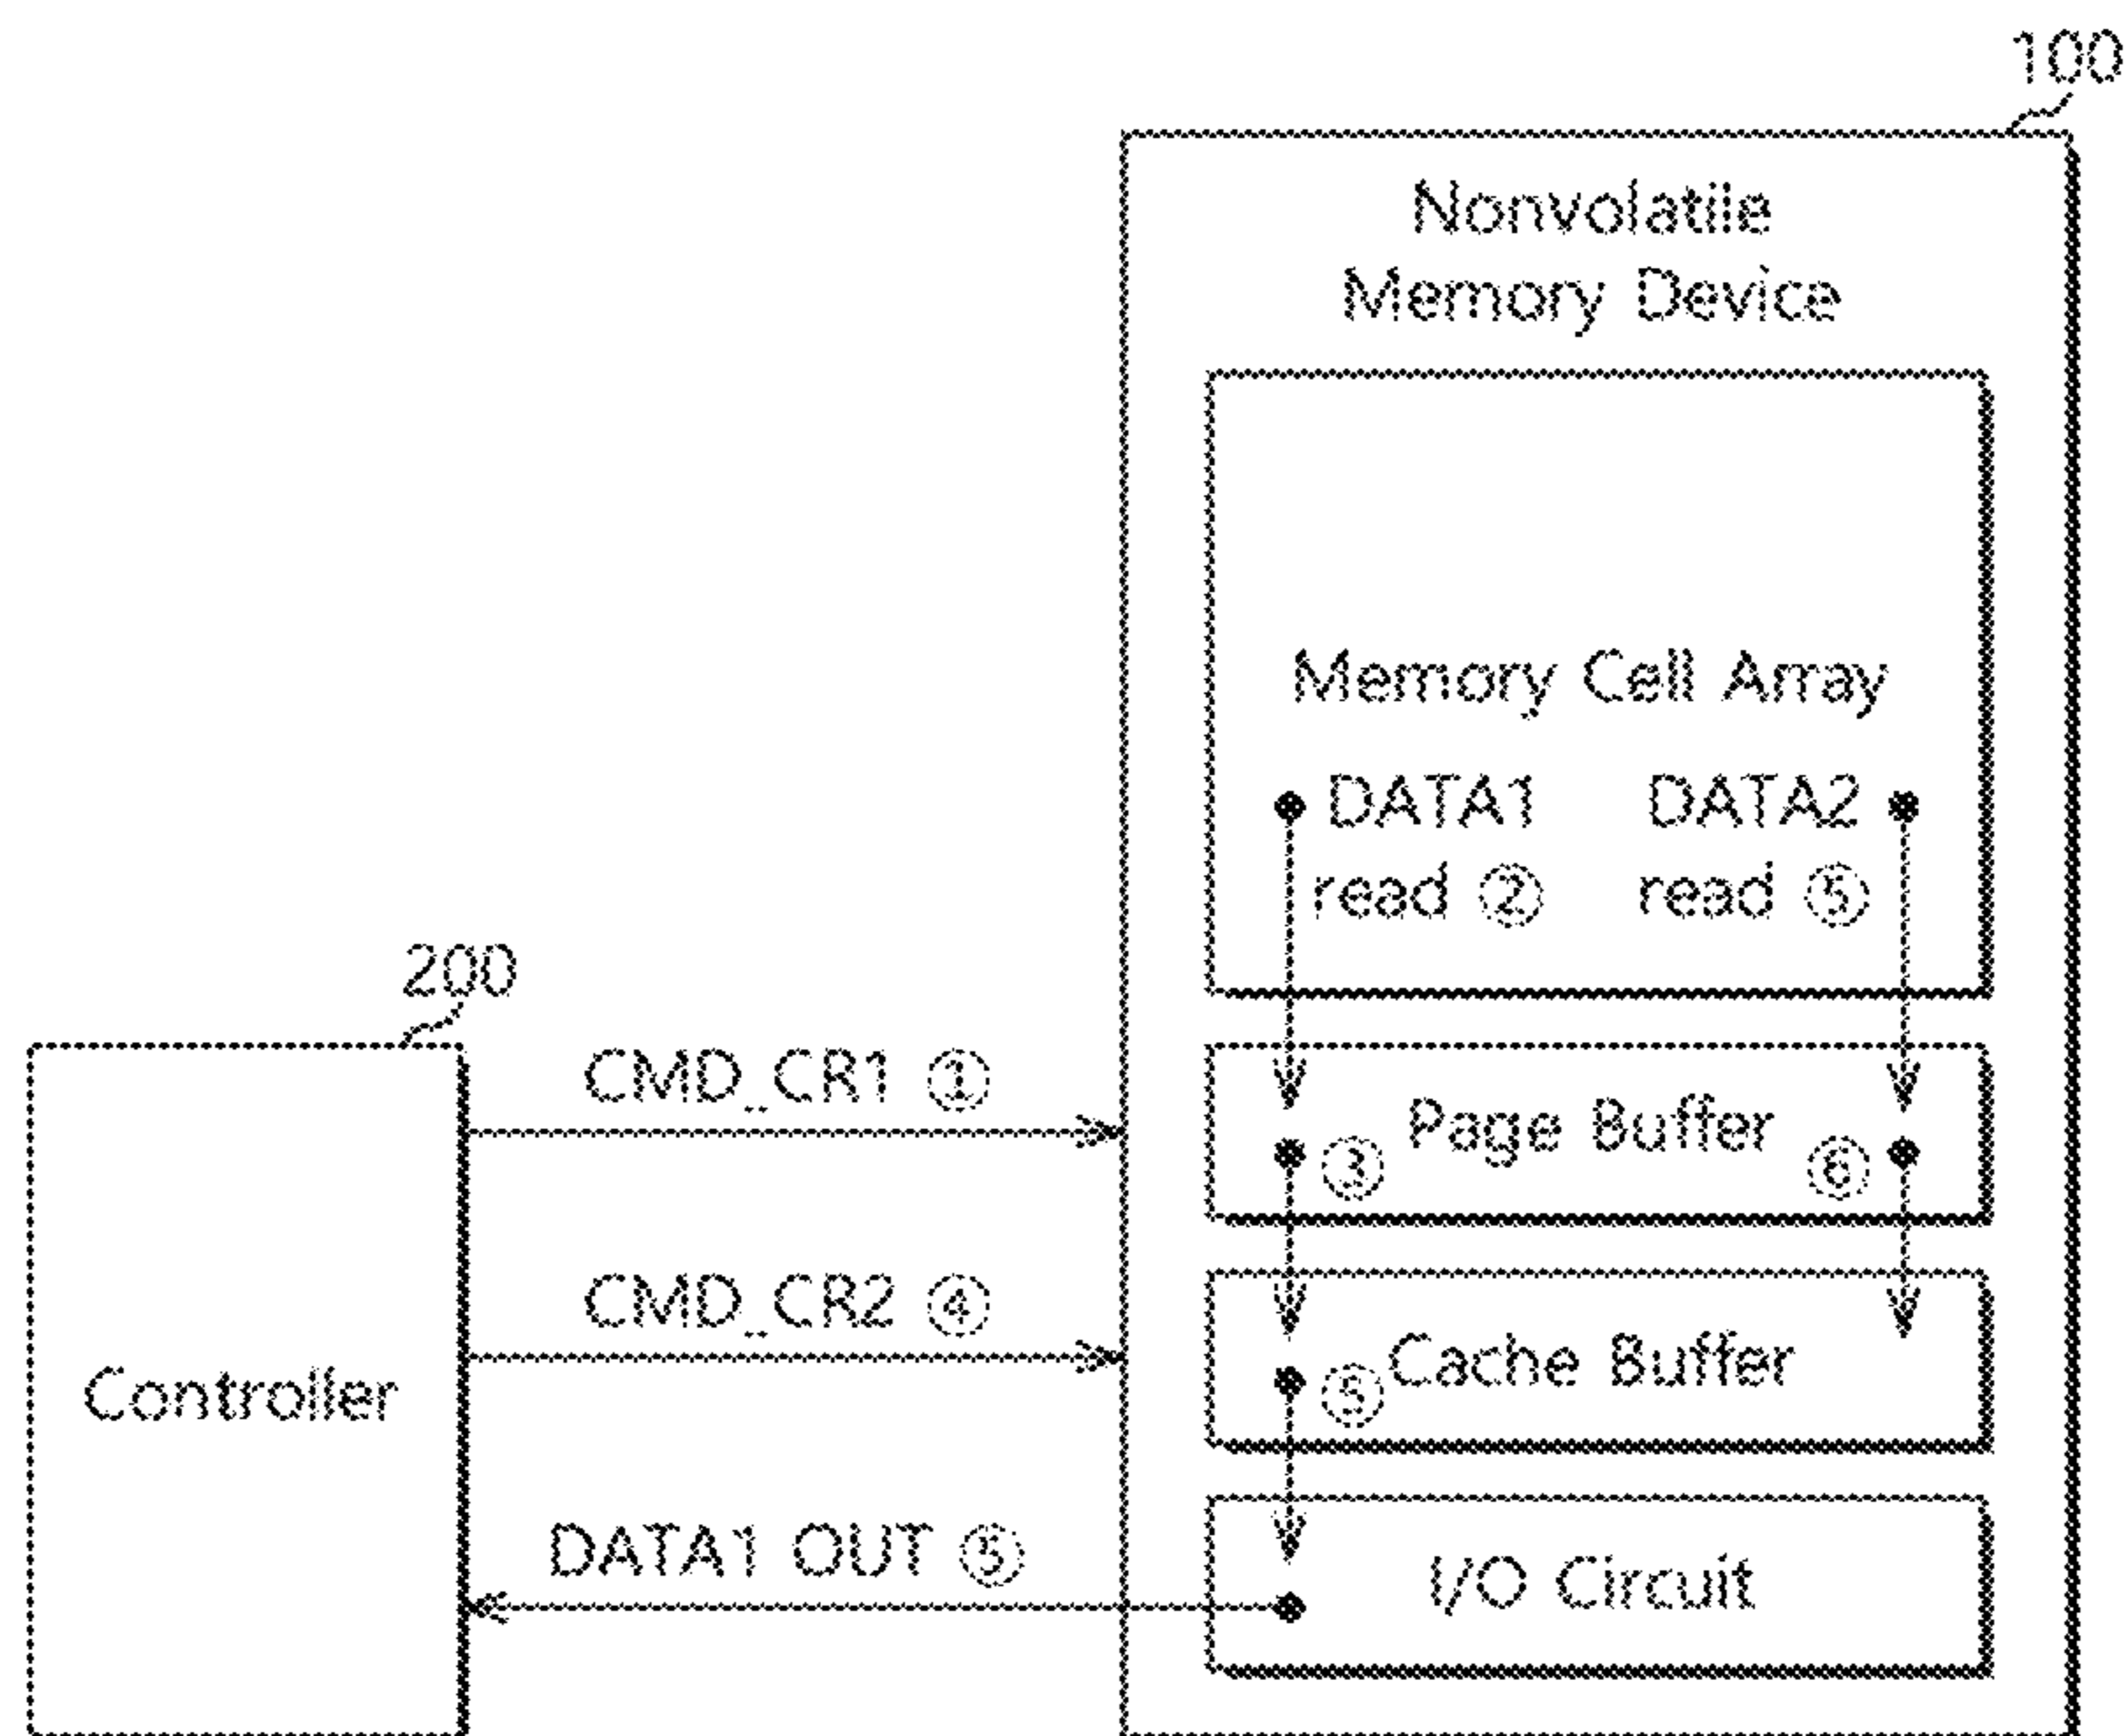 100
Nonvolatile
Memory Device
Memory Cell Array
DATA1 DATA2
read ② read ⑤
200
CMD_CR1 ①
Page Buffer
③ ⑥
CMD_CR2 ④
Cache Buffer
⑤
Controller
DATA1 OUT ⑤
I/O Circuit